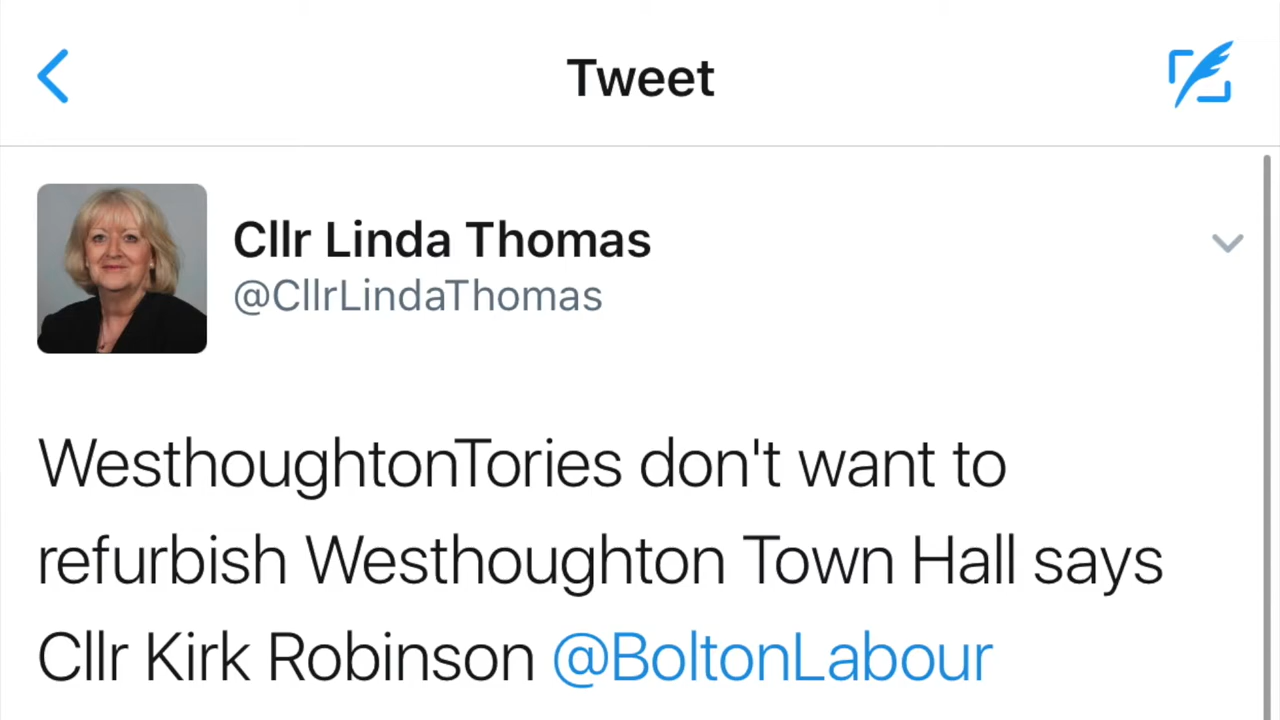 Tweet
Cllr Linda Thomas
@CllrLindaThomas
WesthoughtonTories don't want to
refurbish Westhoughton Town Hall says
Cllr Kirk Robinson @BoltonLabour